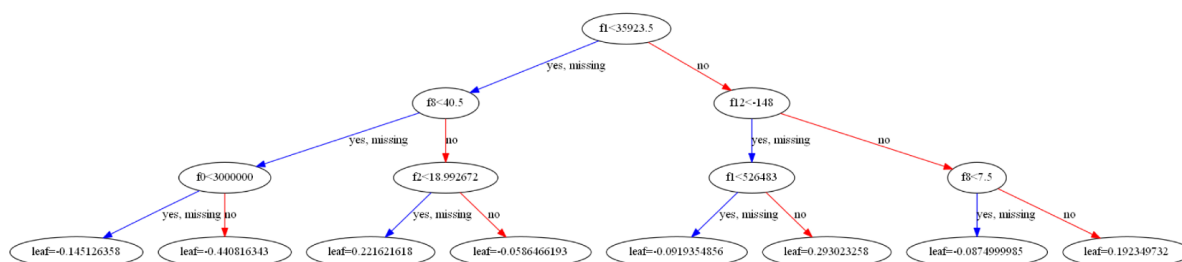 f1<35923.5
yes, missing
no
f8<40.5
f12<-148
yes, missing
no
yes, missing
no
f0<3000000
f2<18.992672
f1<526483
f8<7.5
yes, missing
no
yes, missing
no
yes, missing
no
yes, missing
no
leaf=-0.145126358
leaf=-0.440816343
leaf=0.221621618
leaf=-0.0586466193
leaf=-0.0919354856
leaf=0.293023258
leaf=-0.0874999985
leaf=0.192349732